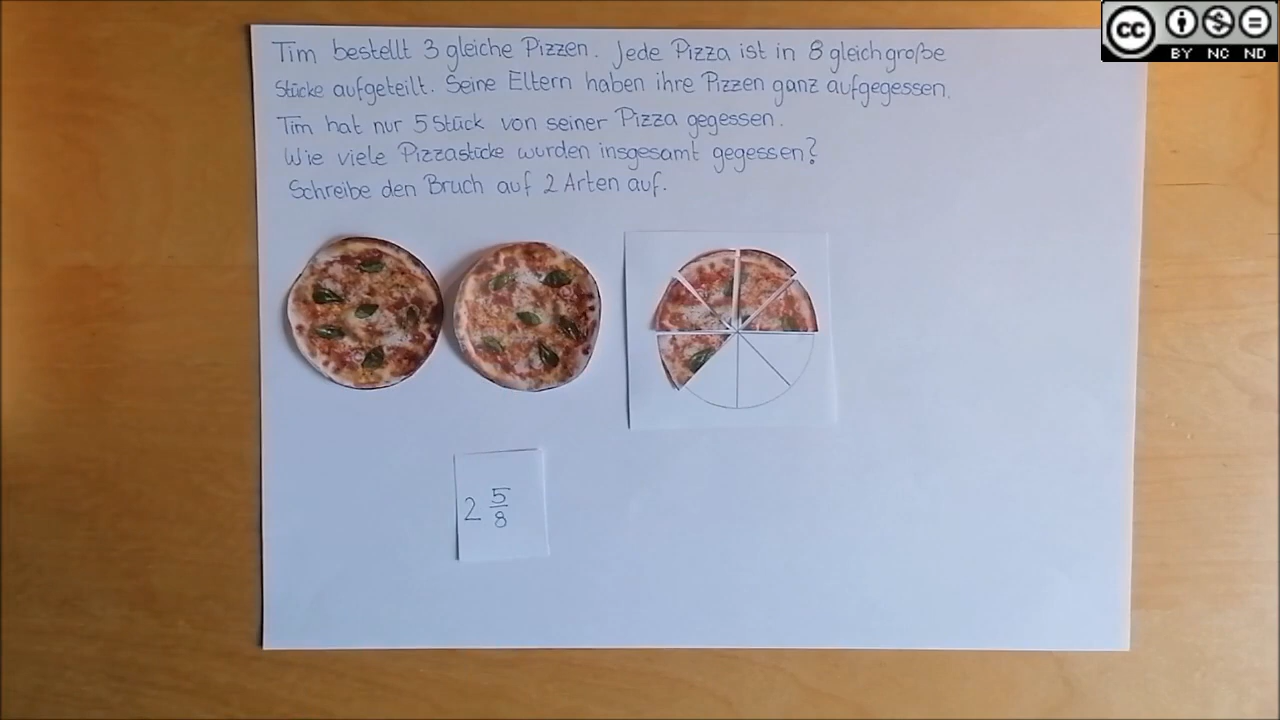 Tim bestellt 3 gleiche Pizzen. Jede Pizza ist in 8 gleichgroße
Stücke aufgeteilt. Seine Eltern haben ihre Pizzen ganz aufgegessen.
Tim hat nur 5 Stück von seiner Pizza gegessen.
Wie viele Pizzastücke wurden insgesamt gegessen?
Schreibe den Bruch auf 2 Arten auf.
2 5/8
CC BY NC ND